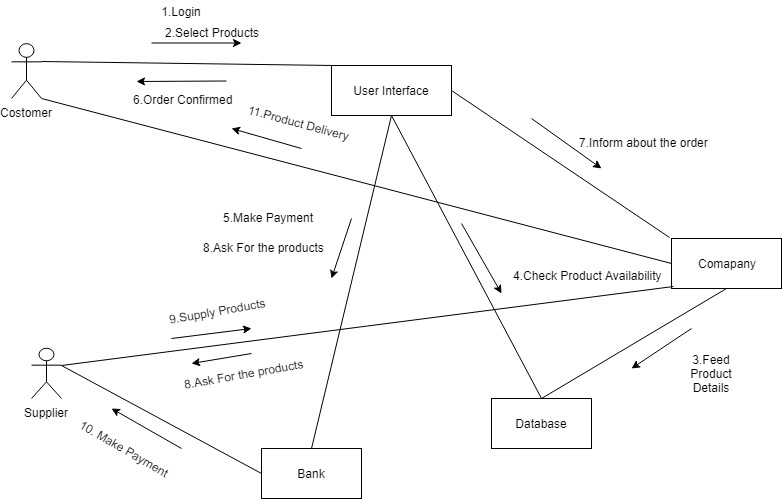 1.Login
2.Select Products
Costomer
User Interface
6.Order Confirmed
11.Product Delivery
7.Inform about the order
5.Make Payment
8.Ask For the products
4.Check Product Availability
Comapany
9.Supply Products
8.Ask For the products
3.Feed
Product
Details
Supplier
10. Make Payment
Database
Bank